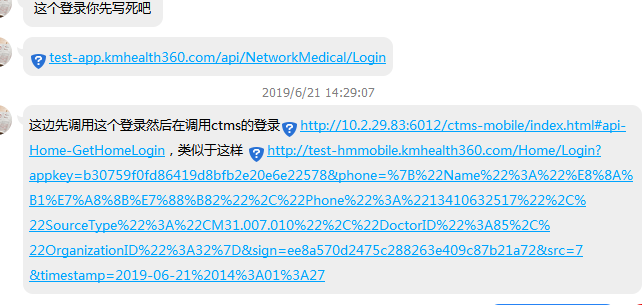 这个登录你先写死吧
test-app.kmhealth360.com/api/NetworkMedical/Login
2019/6/21 14:29:07
这边先调用这个登录然后在调用ctms的登录 http://10.2.29.83:6012/ctms-mobile/index.html#api-
Home-GetHomeLogin，类似于这样 http://test-hmmobile.kmhealth360.com/Home/Login?
appkey=b30759f0fd86419d8bfb2e20e6e22578&phone=%7B%22Name%22%3A%22%E8%8A%
B1%E7%A8%8B%E7%88%B82%22%2C%22Phone%22%3A%2213410632517%22%2C%
22SourceType%22%3A%22CM31.007.010%22%2C%22DoctorID%22%3A85%2C%
22OrganizationID%22%3A32%7D&sign=ee8a570d2475c288263e409c87b21a72&src=7
&timestamp=2019-06-21%2014%3A01%3A27